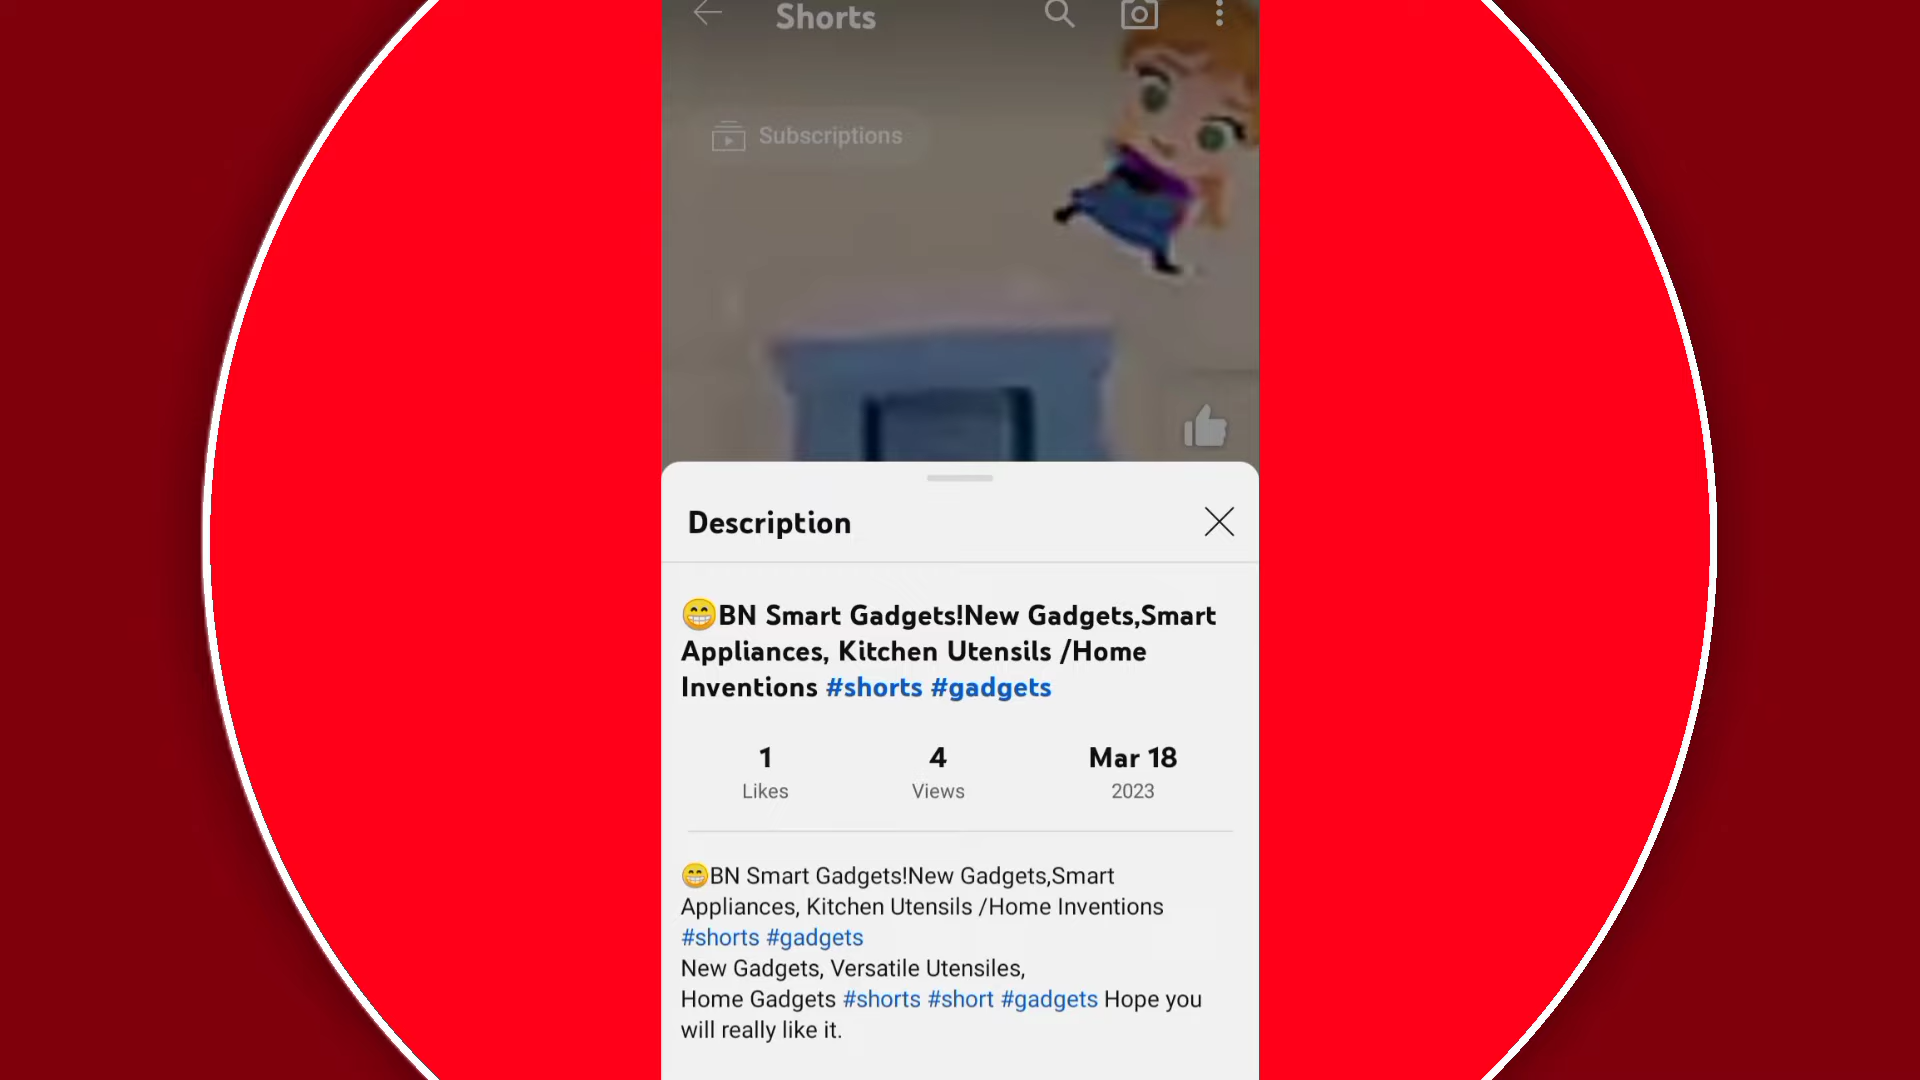 Shorts
Subscriptions
Description
😁BN Smart Gadgets!New Gadgets,Smart
Appliances, Kitchen Utensils /Home
Inventions #shorts #gadgets
1 4 Mar 18
Likes Views 2023
😁BN Smart Gadgets!New Gadgets,Smart
Appliances, Kitchen Utensils /Home Inventions
#shorts #gadgets
New Gadgets, Versatile Utensiles,
Home Gadgets #shorts #short #gadgets Hope you
will really like it.